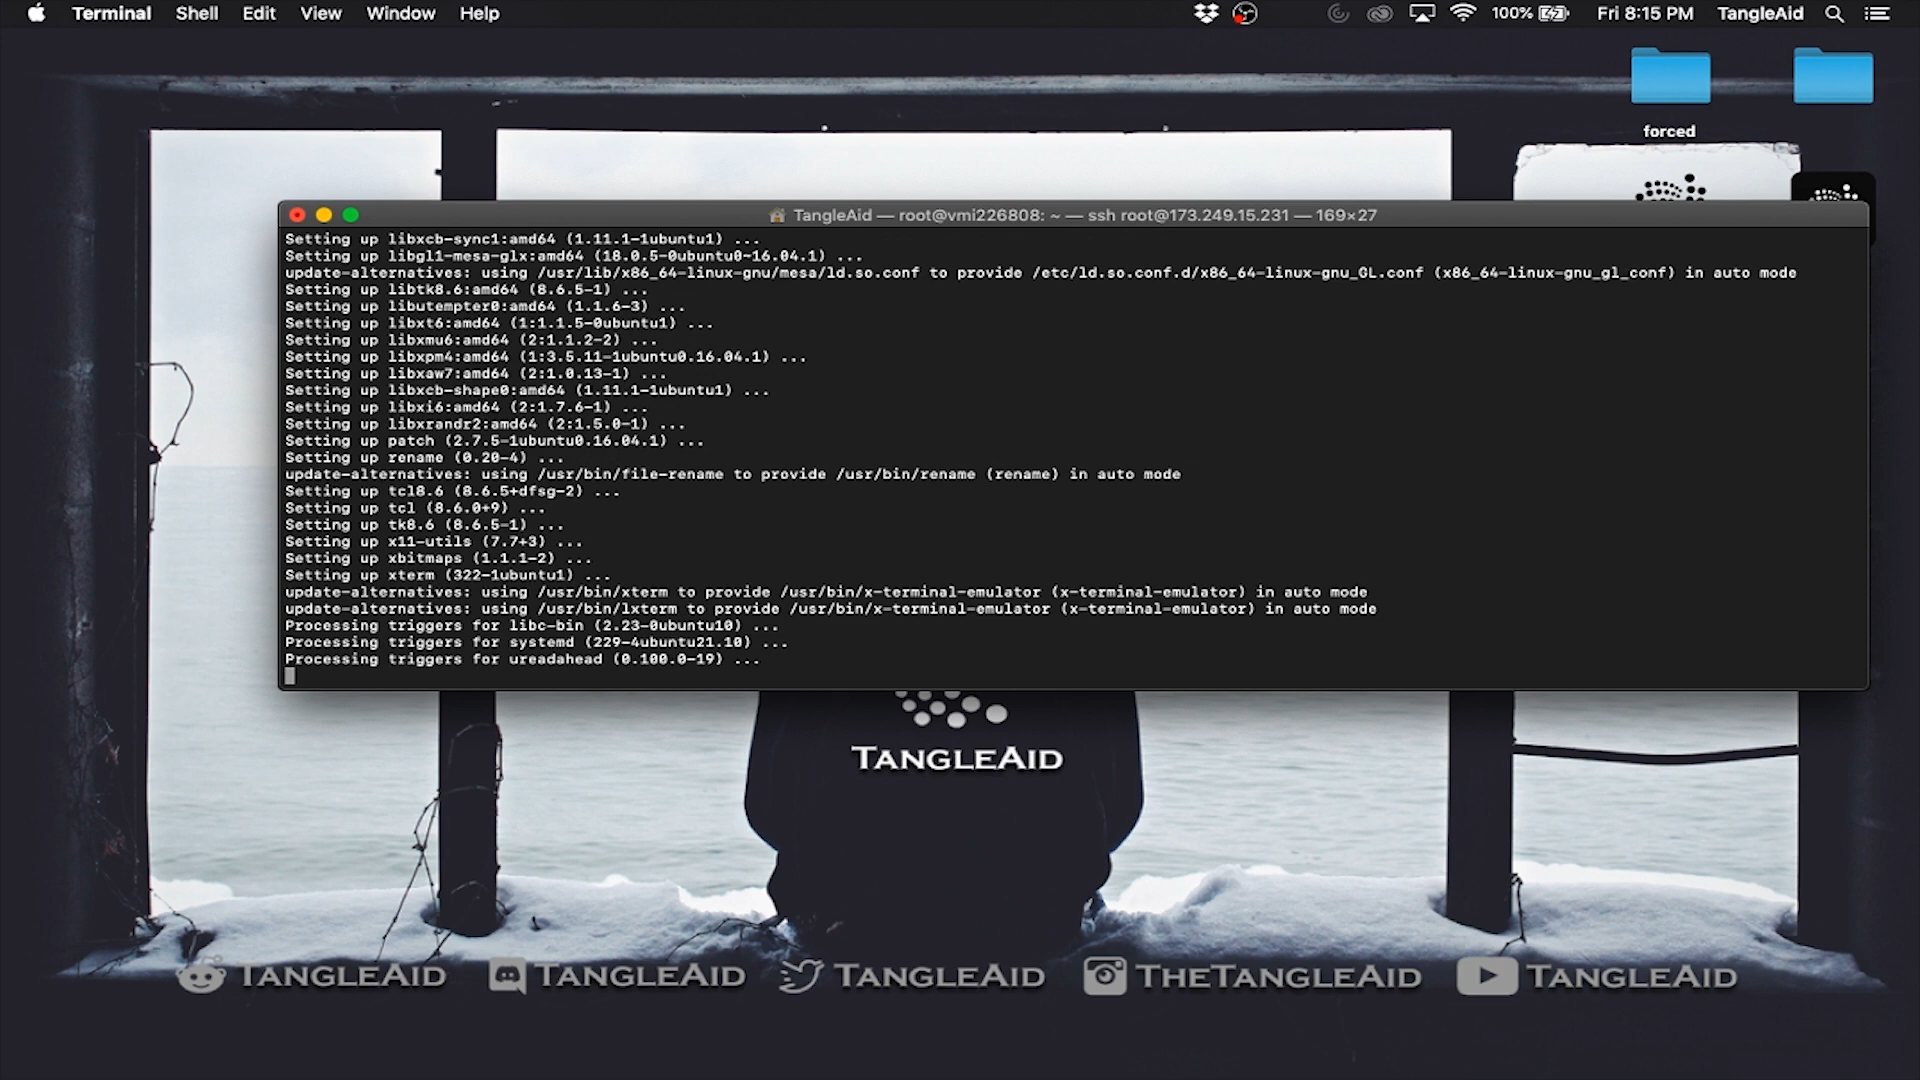 Terminal Shell Edit View Window Help 100% Fri 8:15 PM TangleAid
forced
TangleAid — root@vmi226808: ~ — ssh root@173.249.15.231 — 169×27
Setting up libxcb-sync1:amd64 (1.11.1-1ubuntu1) ...
Setting up libgl1-mesa-glx:amd64 (18.0.5-0ubuntu0~16.04.1) ...
update-alternatives: using /usr/lib/x86_64-linux-gnu/mesa/ld.so.conf to provide /etc/ld.so.conf.d/x86_64-linux-gnu_GL.conf (x86_64-linux-gnu_gl_conf) in auto mode
Setting up libtk8.6:amd64 (8.6.5-1) ...
Setting up libutempter0:amd64 (1.1.6-3) ...
Setting up libxt6:amd64 (1:1.1.5-0ubuntu1) ...
Setting up libxmu6:amd64 (2:1.1.2-2) ...
Setting up libxpm4:amd64 (1:3.5.11-1ubuntu0.16.04.1) ...
Setting up libxaw7:amd64 (2:1.0.13-1) ...
Setting up libxcb-shape0:amd64 (1.11.1-1ubuntu1) ...
Setting up libxi6:amd64 (2:1.7.6-1) ...
Setting up libxrandr2:amd64 (2:1.5.0-1) ...
Setting up patch (2.7.5-1ubuntu0.16.04.1) ...
Setting up rename (0.20-4) ...
update-alternatives: using /usr/bin/file-rename to provide /usr/bin/rename (rename) in auto mode
Setting up tcl8.6 (8.6.5+dfsg-2) ...
Setting up tcl (8.6.0+9) ...
Setting up tk8.6 (8.6.5-1) ...
Setting up x11-utils (7.7+3) ...
Setting up xbitmaps (1.1.1-2) ...
Setting up xterm (322-1ubuntu1) ...
update-alternatives: using /usr/bin/xterm to provide /usr/bin/x-terminal-emulator (x-terminal-emulator) in auto mode
update-alternatives: using /usr/bin/lxterm to provide /usr/bin/x-terminal-emulator (x-terminal-emulator) in auto mode
Processing triggers for libc-bin (2.23-0ubuntu10) ...
Processing triggers for systemd (229-4ubuntu21.10) ...
Processing triggers for ureadahead (0.100.0-19) ...
TANGLEAID
TANGLEAID TANGLEAID TANGLEAID THETANGLEAID TANGLEAID